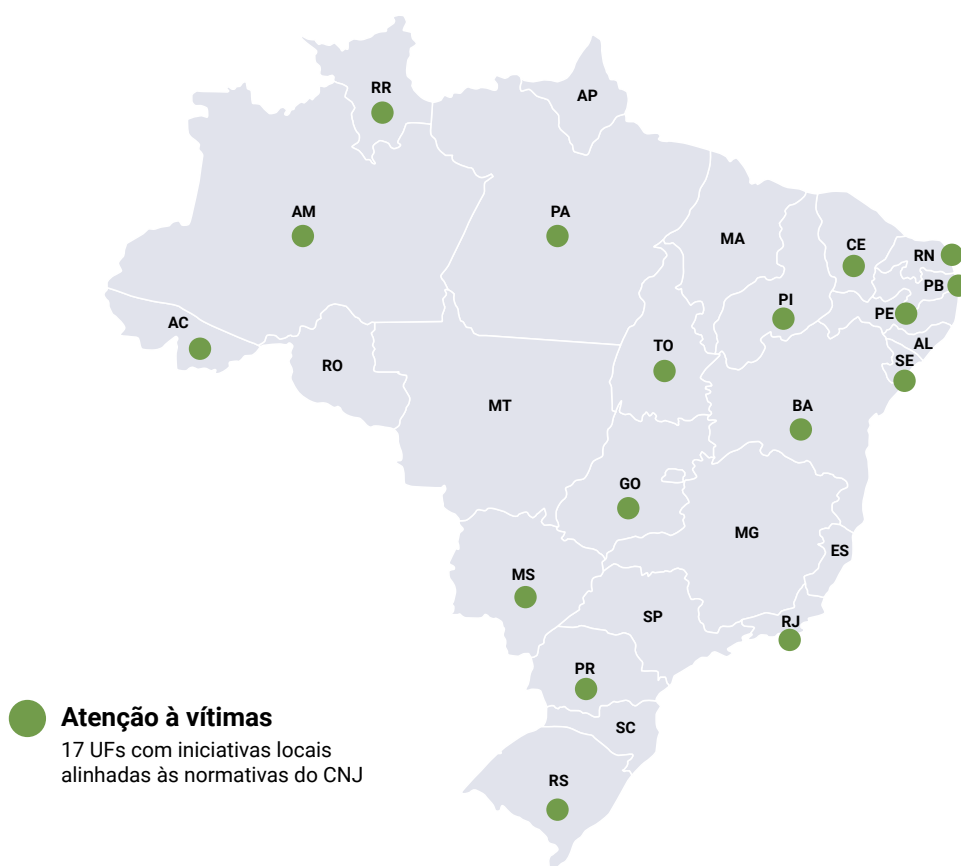 RR
AP
AM
PA
MA
CE
RN
PB
PI
PE
AC
AL
TO
SE
RO
MT
BA
GO
MG
ES
MS
SP
RJ
PR
SC
RS
Atenção à vítimas
17 UFs com iniciativas locais
alinhadas às normativas do CNJ